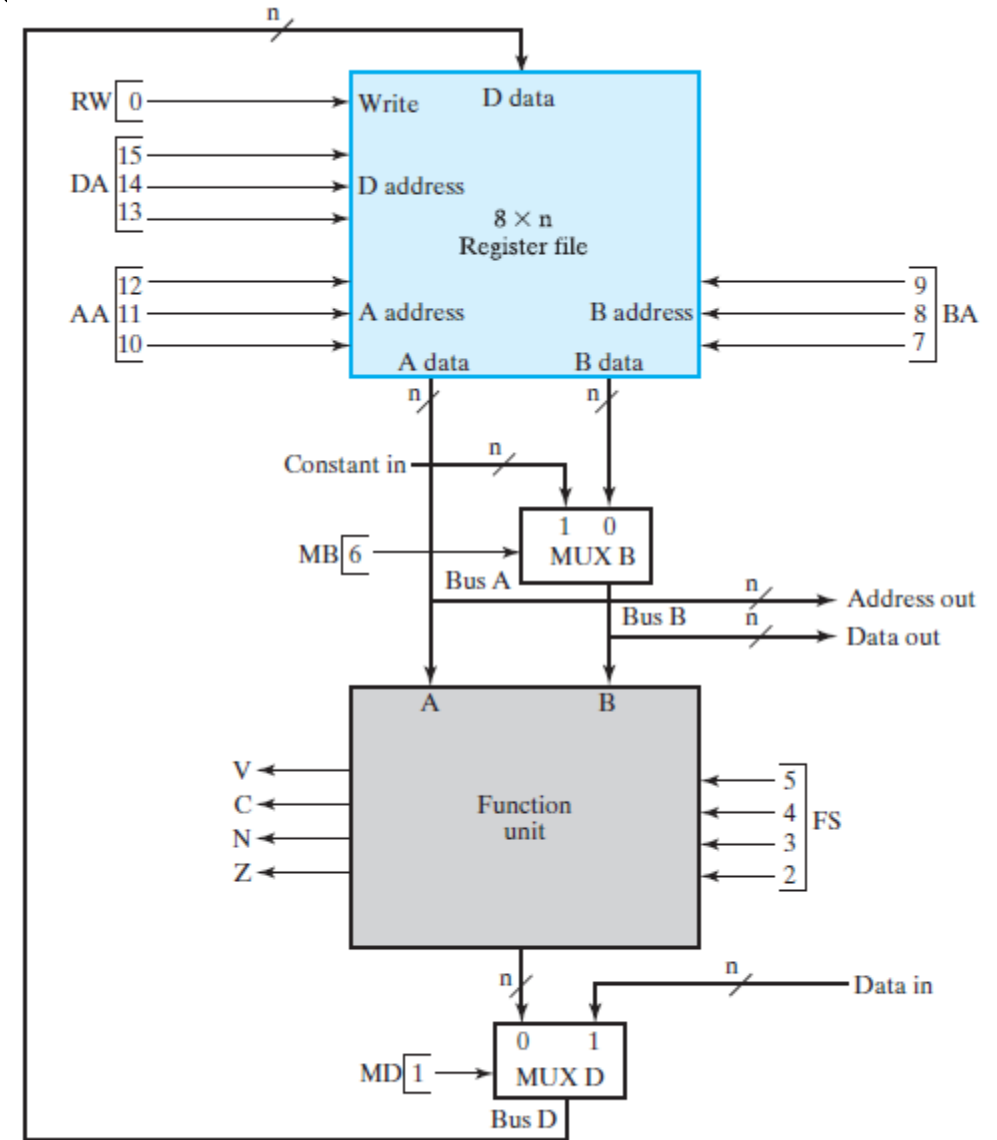 n
RW 0
Write
D data
15
DA 14
13
D address
8 × n
Register file
12
AA 11
10
A address
B address
9
8 BA
7
A data
B data
n
n
Constant in
n
1 0
MUX B
MB 6
Bus A
n
Address out
Bus B
n
Data out
A
B
V
C
N
Z
Function
unit
5
4
3
2
FS
n
n
Data in
0 1
MUX D
MD 1
Bus D